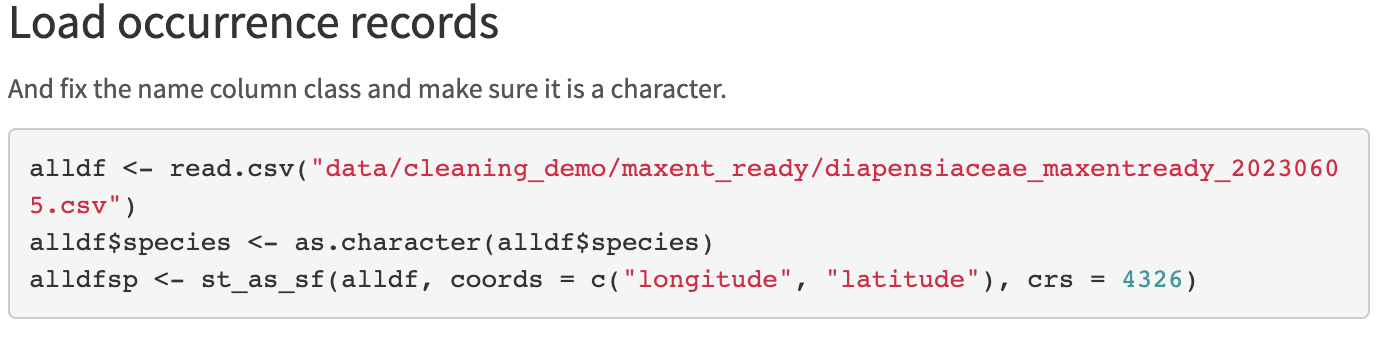 Load occurrence records
And fix the name column class and make sure it is a character.
alldf <- read.csv("data/cleaning_demo/maxent_ready/diapensiaceae_maxentready_2023060
5.csv")
alldf$species <- as.character(alldf$species)
alldfsp <- st_as_sf(alldf, coords = c("longitude", "latitude"), crs = 4326)